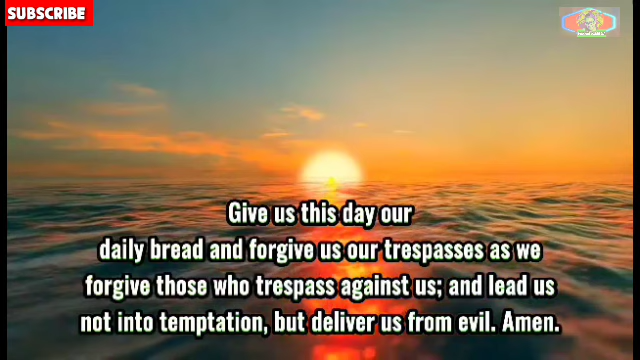 SUBSCRIBE
Give us this day our
daily bread and forgive us our trespasses as we
forgive those who trespass against us; and lead us
not into temptation, but deliver us from evil. Amen.